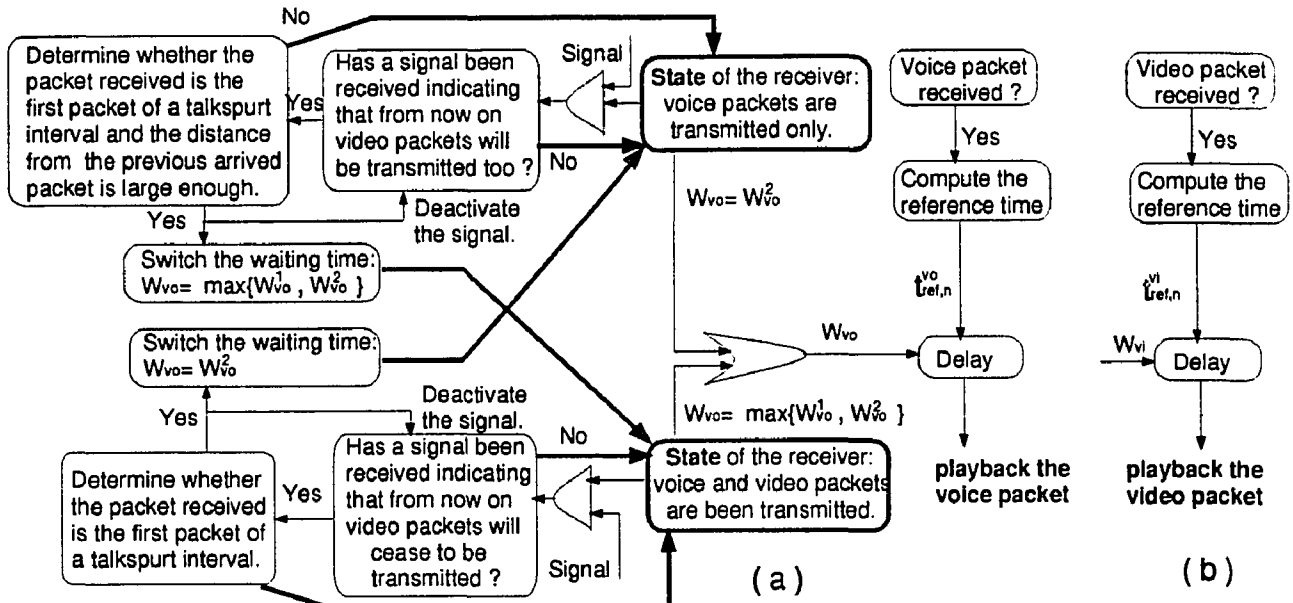 No
Determine whether the
packet received is the
first packet of a talkspurt
interval and the distance
from the previous arrived
packet is large enough.
Yes
Has a signal been
received indicating
that from now on
video packets will
be transmitted too ?
Signal
No
State of the receiver:
voice packets are
transmitted only.
Voice packet
received ?
Yes
Compute the
reference time
Video packet
received ?
Yes
Compute the
reference time
Yes
Deactivate
the signal.
Switch the waiting time:
Wvo= max{W¹vo , W²vo }
Wvo= W²vo
t^vo ref,n
t^vi ref,n
Switch the waiting time:
Wvo= W²vo
Wvo
Delay
Wvi
Delay
Yes
Deactivate
the signal.
Wvo= max{W¹vo , W²vo }
Determine whether
the packet received
is the first packet of
a talkspurt interval.
Yes
Has a signal been
received indicating
that from now on
video packets will
cease to be
transmitted ?
No
Signal
State of the receiver:
voice and video packets
are been transmitted.
playback the
voice packet
playback the
video packet
(a)
(b)